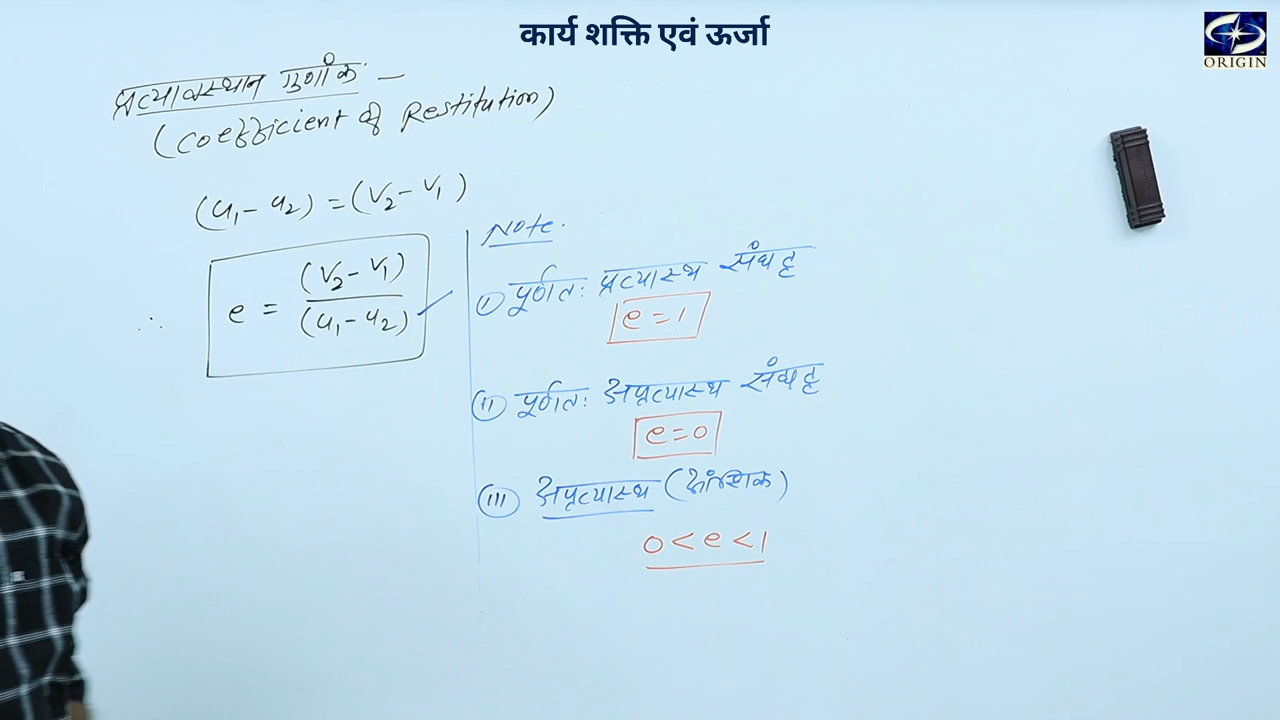 कार्य शक्ति एवं ऊर्जा
ORIGIN
प्रत्यावस्थान गुणांक :-
(Coefficient of Restitution)
(u₁ - u₂) = (v₂ - v₁)
∴ e = (v₂ - v₁) / (u₁ - u₂)
Note.
(i) पूर्णतः प्रत्यास्थ संघट्ट
e = 1
(ii) पूर्णतः अप्रत्यास्थ संघट्ट
e = 0
(iii) अप्रत्यास्थ (आंशिक)
0 < e < 1